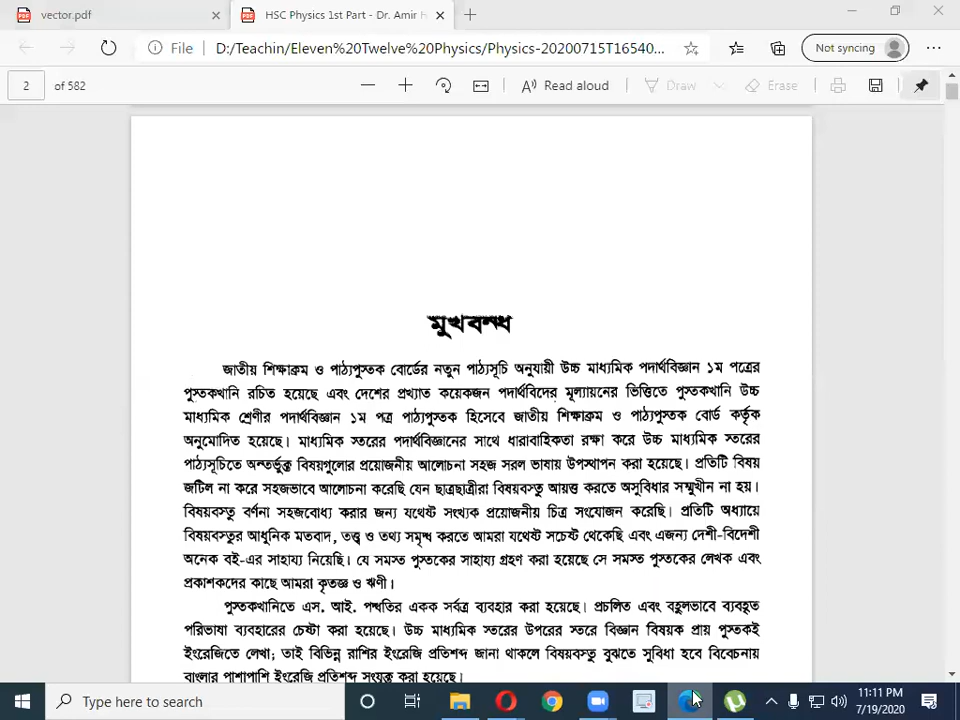 vector.pdf
HSC Physics 1st Part - Dr. Amir H
File
D:/Teachin/Eleven%20Twelve%20Physics/Physics-20200715T16540...
Not syncing
2 of 582
Read aloud
Draw
Erase
মুখবন্ধ
জাতীয় শিক্ষাক্রম ও পাঠ্যপুস্তক বোর্ডের নতুন পাঠ্যসূচি অনুযায়ী উচ্চ মাধ্যমিক পদার্থবিজ্ঞান ১ম পত্রের
পুস্তকখানি রচিত হয়েছে এবং দেশের প্রখ্যাত কয়েকজন পদার্থবিদের মূল্যায়নের ভিত্তিতে পুস্তকখানি উচ্চ
মাধ্যমিক শ্রেণীর পদার্থবিজ্ঞান ১ম পত্র পাঠ্যপুস্তক হিসেবে জাতীয় শিক্ষাক্রম ও পাঠ্যপুস্তক বোর্ড কর্তৃক
অনুমোদিত হয়েছে। মাধ্যমিক স্তরের পদার্থবিজ্ঞানের সাথে ধারাবাহিকতা রক্ষা করে উচ্চ মাধ্যমিক স্তরের
পাঠ্যসূচিতে অন্তর্ভুক্ত বিষয়গুলোর প্রয়োজনীয় আলোচনা সহজ সরল ভাষায় উপস্থাপন করা হয়েছে। প্রতিটি বিষয়
জটিল না করে সহজভাবে আলোচনা করেছি যেন ছাত্রছাত্রীরা বিষয়বস্তু আয়ত্ত করতে অসুবিধার সম্মুখীন না হয়।
বিষয়বস্তু বর্ণনা সহজবোধ্য করার জন্য যথেষ্ট সংখ্যক প্রয়োজনীয় চিত্র সংযোজন করেছি। প্রতিটি অধ্যায়ে
বিষয়বস্তুর আধুনিক মতবাদ, তত্ত্ব ও তথ্য সমৃদ্ধ করতে আমরা যথেষ্ট সচেষ্ট থেকেছি এবং এজন্য দেশী-বিদেশী
অনেক বই-এর সাহায্য নিয়েছি। যে সমস্ত পুস্তকের সাহায্য গ্রহণ করা হয়েছে সে সমস্ত পুস্তকের লেখক এবং
প্রকাশকদের কাছে আমরা কৃতজ্ঞ ও ঋণী।
পুস্তকখানিতে এস. আই. পদ্ধতির একক সর্বত্র ব্যবহার করা হয়েছে। প্রচলিত এবং বহুলভাবে ব্যবহৃত
পরিভাষা ব্যবহারের চেষ্টা করা হয়েছে। উচ্চ মাধ্যমিক স্তরের উপরের স্তরে বিজ্ঞান বিষয়ক প্রায় পুস্তকই
ইংরেজিতে লেখা; তাই বিভিন্ন রাশির ইংরেজি প্রতিশব্দ জানা থাকলে বিষয়বস্তু বুঝতে সুবিধা হবে বিবেচনায়
বাংলার পাশাপাশি ইংরেজি প্রতিশব্দ সংযুক্ত করা হয়েছে।
Type here to search
11:11 PM
7/19/2020